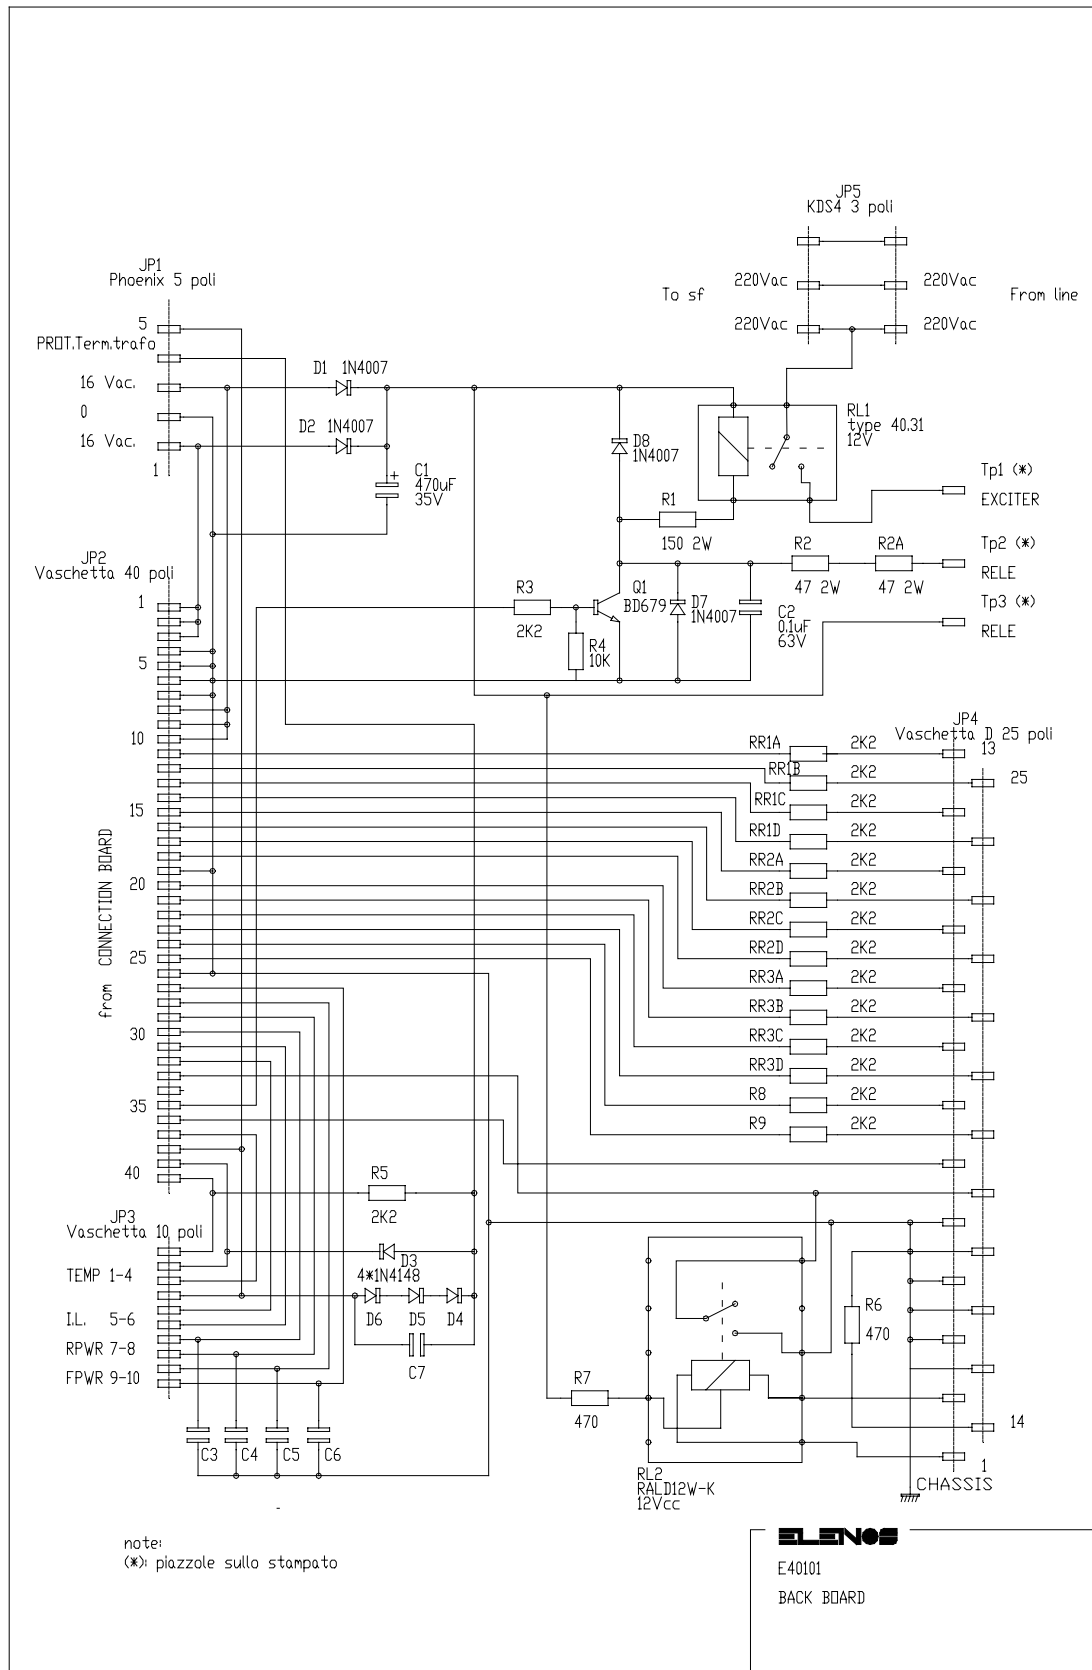 JP5
KDS4 3 poli
220Vac
220Vac
To sf
From line
220Vac
220Vac
JP1
Phoenix 5 poli
5
PROT.Term.trafo
16 Vac.
0
16 Vac.
1
D1 1N4007
D2 1N4007
+
C1
470uF
35V
D8
1N4007
RL1
type 40.31
12V
R1
150 2W
Tp1 (*)
EXCITER
R2
47 2W
R2A
47 2W
Tp2 (*)
RELE
Tp3 (*)
RELE
JP2
Vaschetta 40 poli
1
5
10
15
20
25
30
35
40
from CONNECTION BOARD
R3
2K2
Q1
BD679
R4
10K
D7
1N4007
C2
0.1uF
63V
JP4
Vaschetta D 25 poli
13
25
RR1A 2K2
RR1B 2K2
RR1C 2K2
RR1D 2K2
RR2A 2K2
RR2B 2K2
RR2C 2K2
RR2D 2K2
RR3A 2K2
RR3B 2K2
RR3C 2K2
RR3D 2K2
R8 2K2
R9 2K2
R5
2K2
JP3
Vaschetta 10 poli
TEMP 1-4
I.L. 5-6
RPWR 7-8
FPWR 9-10
D3
4*1N4148
D6
D5
D4
C7
R6
470
R7
470
14
1
C3
C4
C5
C6
RL2
RALD12W-K
12Vcc
CHASSIS
note:
(*): piazzole sullo stampato
ELENOS
E40101
BACK BOARD